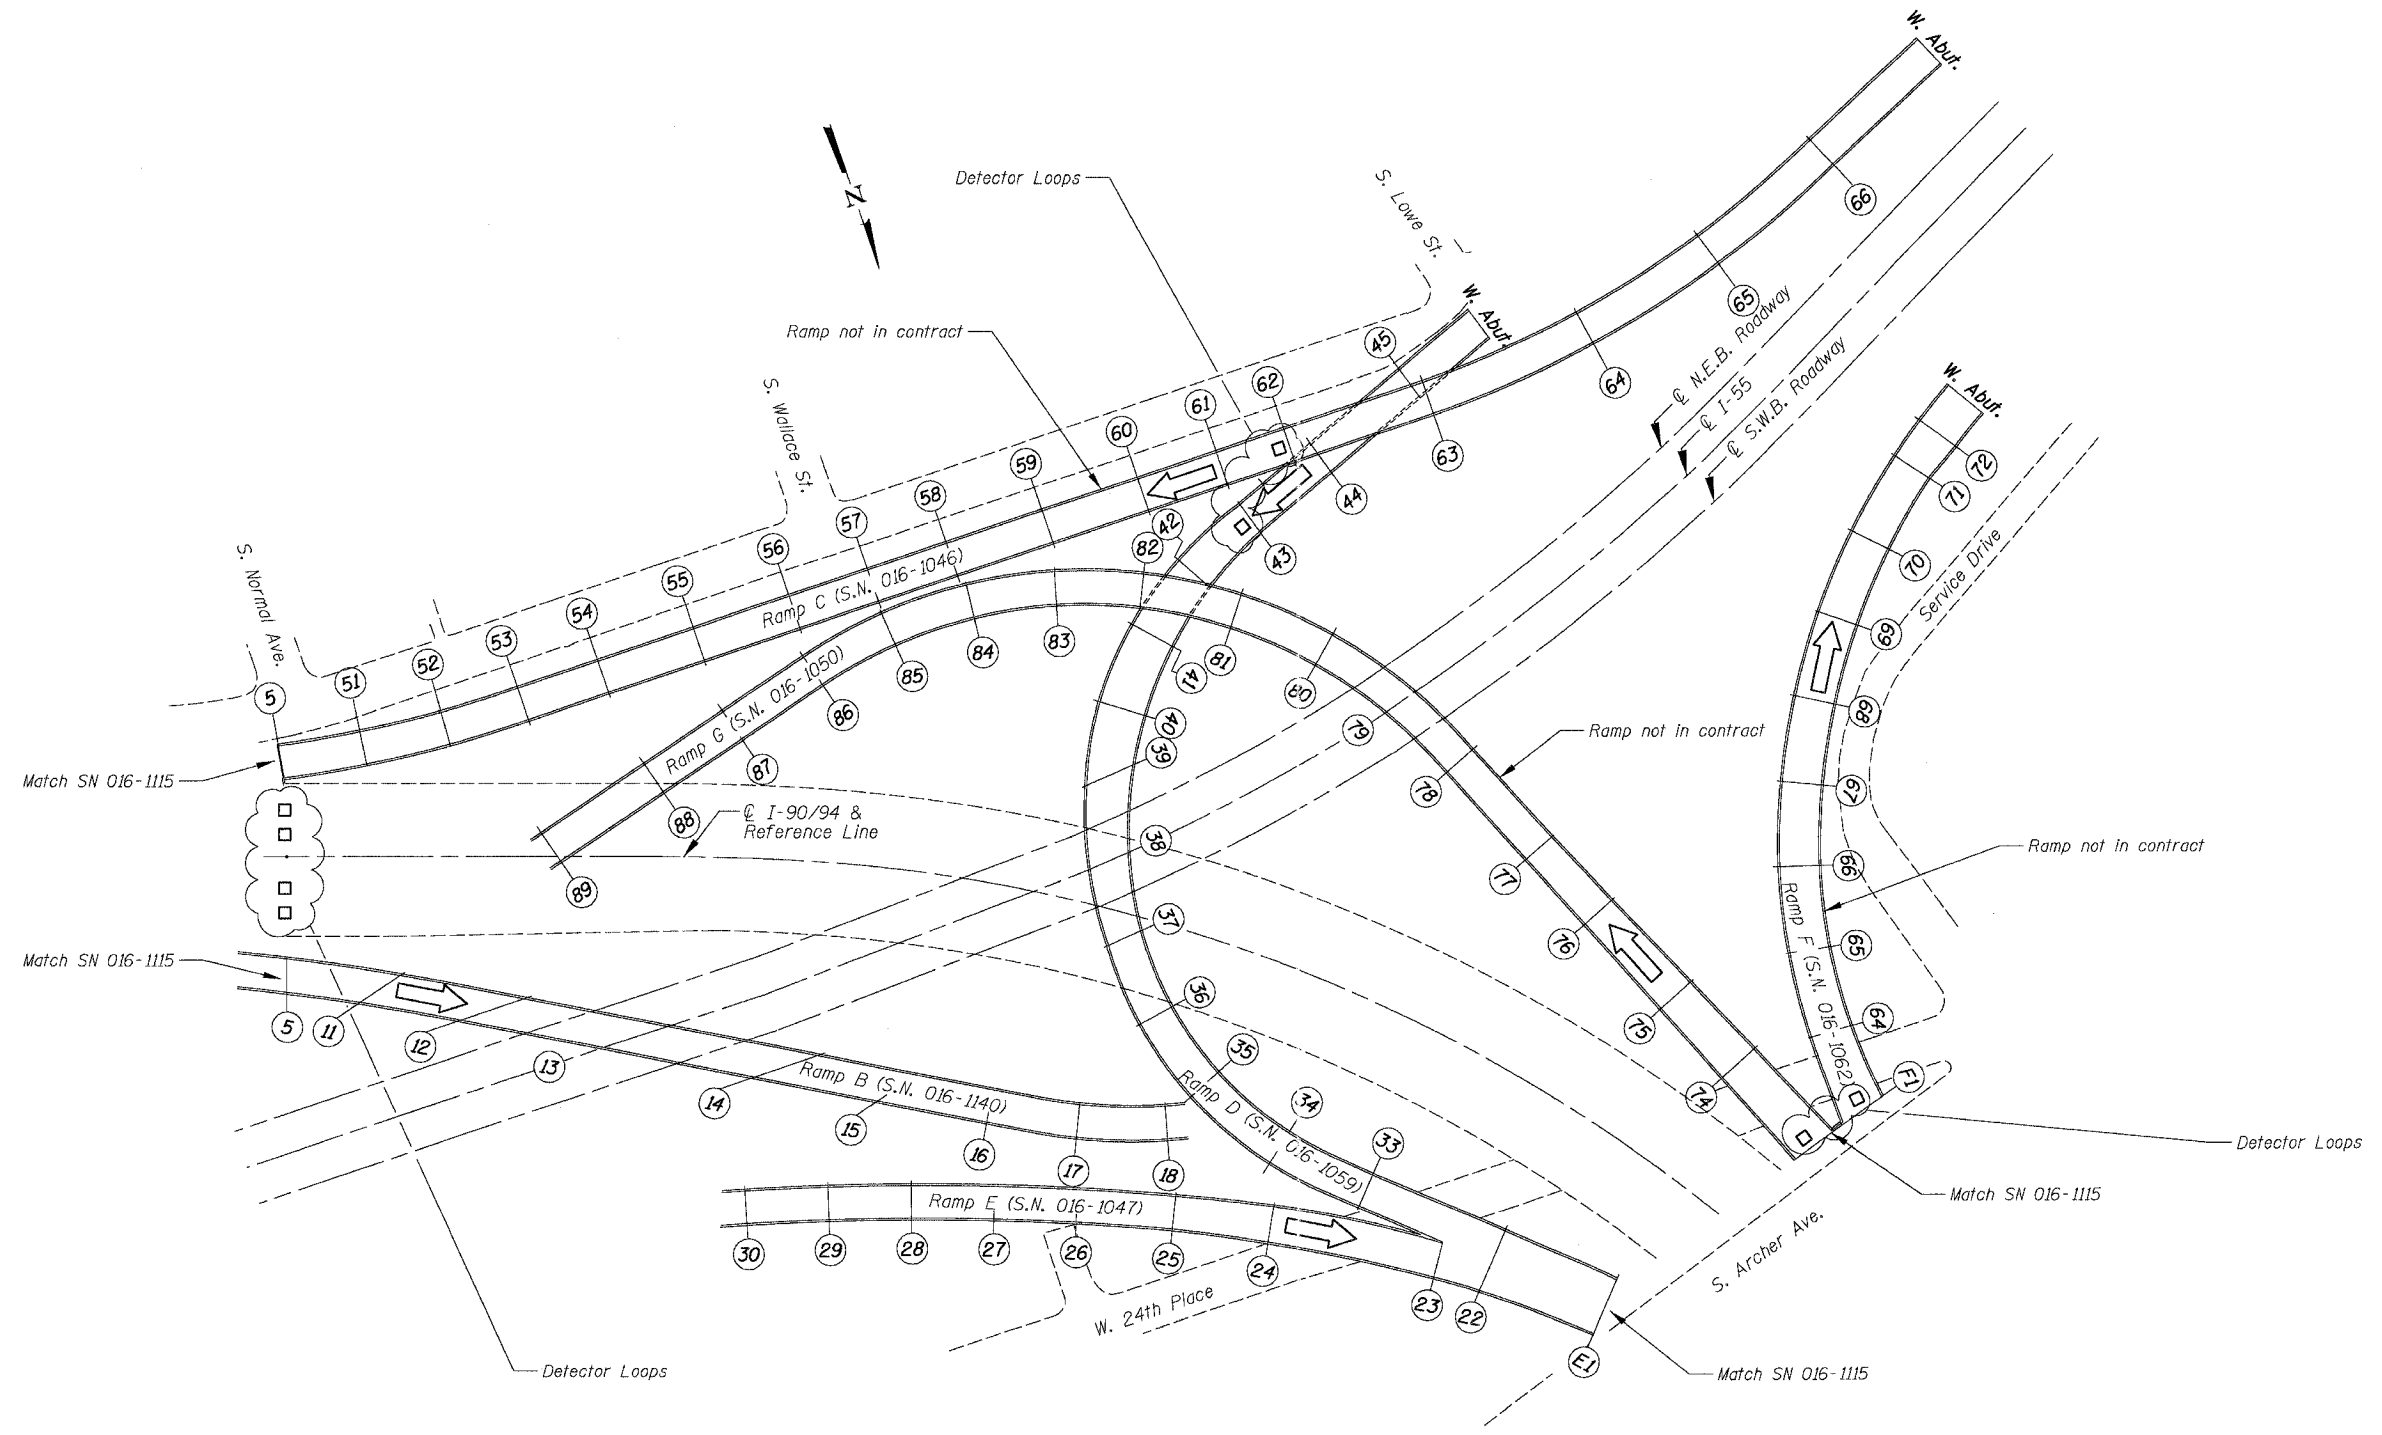 W. Abut.
N
Detector Loops
S. Lowe St.
66
65
℄ N.E.B. Roadway
℄ I-55
℄ S.W.B. Roadway
W. Abut.
Ramp not in contract
45
64
62
61
60
63
S. Wallace St.
59
58
57
56
55
54
53
52
51
5
44
43
42
82
W. Abut.
72
71
70
69
68
67
66
65
64
F1
Service Drive
S. Normal Ave.
Ramp C (S.N. 016-1046)
Ramp G (S.N. 016-1050)
83
84
85
86
87
88
89
81
80
79
78
77
76
75
74
41
40
39
38
37
36
35
34
33
Ramp not in contract
Ramp not in contract
Match SN 016-1115
℄ I-90/94 &
Reference Line
Ramp F (S.N. 016-1062)
Match SN 016-1115
5
11
12
13
14
15
16
17
18
Ramp B (S.N. 016-1140)
Ramp D (S.N. 016-1059)
Ramp E (S.N. 016-1047)
30
29
28
27
26
25
24
23
22
E1
W. 24th Place
S. Archer Ave.
Detector Loops
Match SN 016-1115
Detector Loops
Match SN 016-1115